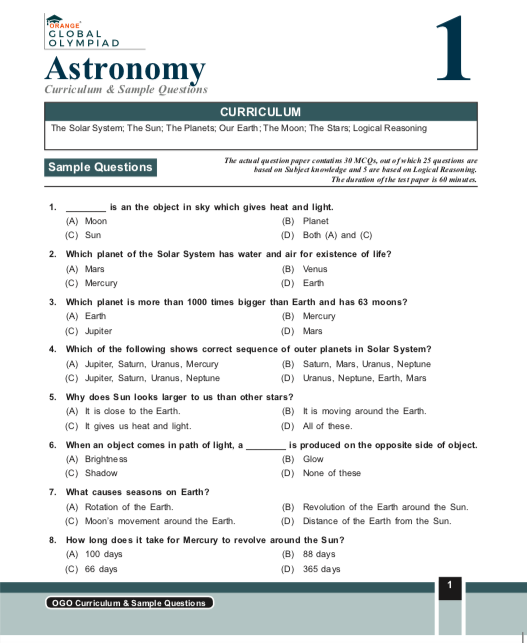 ORANGE
GLOBAL
OLYMPIAD
Astronomy
Curriculum & Sample Questions
1
CURRICULUM
The Solar System; The Sun; The Planets; Our Earth; The Moon; The Stars; Logical Reasoning
Sample Questions
The actual question paper contatins 30 MCQs, out of which 25 questions are
based on Subject knowledge and 5 are based on Logical Reasoning.
The duration of the test paper is 60 minutes.
1. ________ is an the object in sky which gives heat and light.
(A) Moon (B) Planet
(C) Sun (D) Both (A) and (C)
2. Which planet of the Solar System has water and air for existence of life?
(A) Mars (B) Venus
(C) Mercury (D) Earth
3. Which planet is more than 1000 times bigger than Earth and has 63 moons?
(A) Earth (B) Mercury
(C) Jupiter (D) Mars
4. Which of the following shows correct sequence of outer planets in Solar System?
(A) Jupiter, Saturn, Uranus, Mercury (B) Saturn, Mars, Uranus, Neptune
(C) Jupiter, Saturn, Uranus, Neptune (D) Uranus, Neptune, Earth, Mars
5. Why does Sun looks larger to us than other stars?
(A) It is close to the Earth. (B) It is moving around the Earth.
(C) It gives us heat and light. (D) All of these.
6. When an object comes in path of light, a ________ is produced on the opposite side of object.
(A) Brightness (B) Glow
(C) Shadow (D) None of these
7. What causes seasons on Earth?
(A) Rotation of the Earth. (B) Revolution of the Earth around the Sun.
(C) Moon's movement around the Earth. (D) Distance of the Earth from the Sun.
8. How long does it take for Mercury to revolve around the Sun?
(A) 100 days (B) 88 days
(C) 66 days (D) 365 days
1
OGO Curriculum & Sample Questions